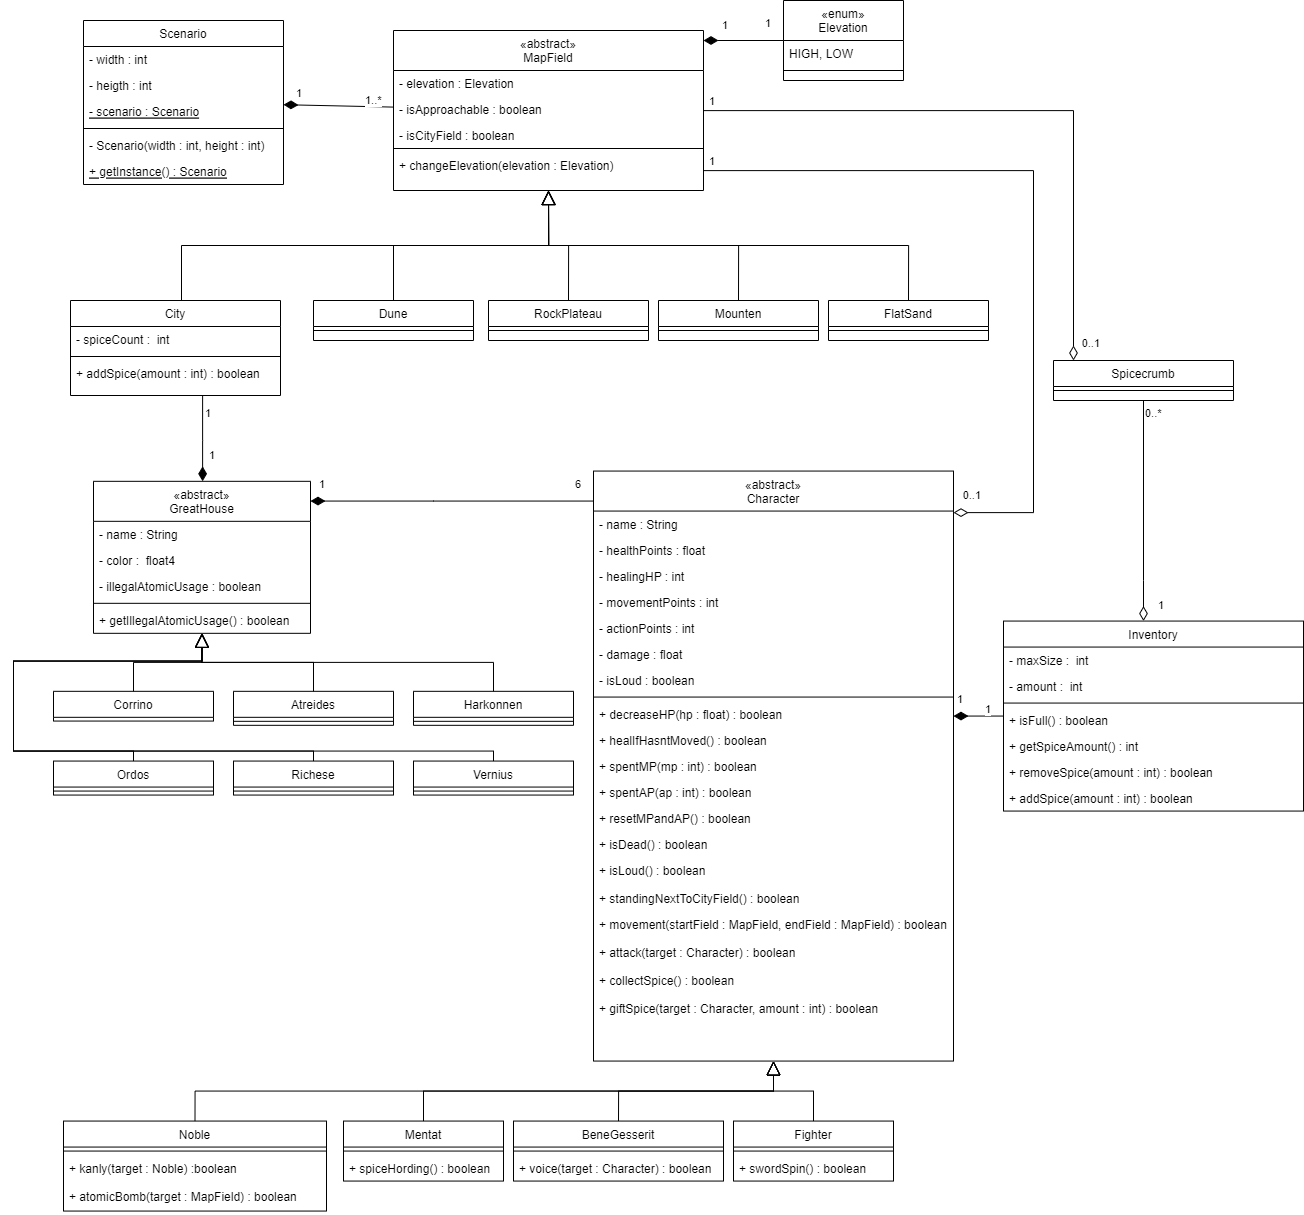 Scenario
- width : int
- heigth : int
- scenario : Scenario
- Scenario(width : int, height : int)
+ getInstance() : Scenario
1
1..*
«abstract»
MapField
- elevation : Elevation
- isApproachable : boolean
- isCityField : boolean
+ changeElevation(elevation : Elevation)
1
1
«enum»
Elevation
HIGH, LOW
1
1
City
- spiceCount :  int
+ addSpice(amount : int) : boolean
Dune
RockPlateau
Mounten
FlatSand
0..1
Spicecrumb
0..*
1
1
«abstract»
GreatHouse
- name : String
- color :  float4
- illegalAtomicUsage : boolean
+ getIllegalAtomicUsage() : boolean
1
6
Corrino
Atreides
Harkonnen
Ordos
Richese
Vernius
«abstract»
Character
- name : String
- healthPoints : float
- healingHP : int
- movementPoints : int
- actionPoints : int
- damage : float
- isLoud : boolean
+ decreaseHP(hp : float) : boolean
+ healIfHasntMoved() : boolean
+ spentMP(mp : int) : boolean
+ spentAP(ap : int) : boolean
+ resetMPandAP() : boolean
+ isDead() : boolean
+ isLoud() : boolean
+ standingNextToCityField() : boolean
+ movement(startField : MapField, endField : MapField) : boolean
+ attack(target : Character) : boolean
+ collectSpice() : boolean
+ giftSpice(target : Character, amount : int) : boolean
0..1
1
1
1
Inventory
- maxSize :  int
- amount :  int
+ isFull() : boolean
+ getSpiceAmount() : int
+ removeSpice(amount : int) : boolean
+ addSpice(amount : int) : boolean
Noble
+ kanly(target : Noble) :boolean
+ atomicBomb(target : MapField) : boolean
Mentat
+ spiceHording() : boolean
BeneGesserit
+ voice(target : Character) : boolean
Fighter
+ swordSpin() : boolean